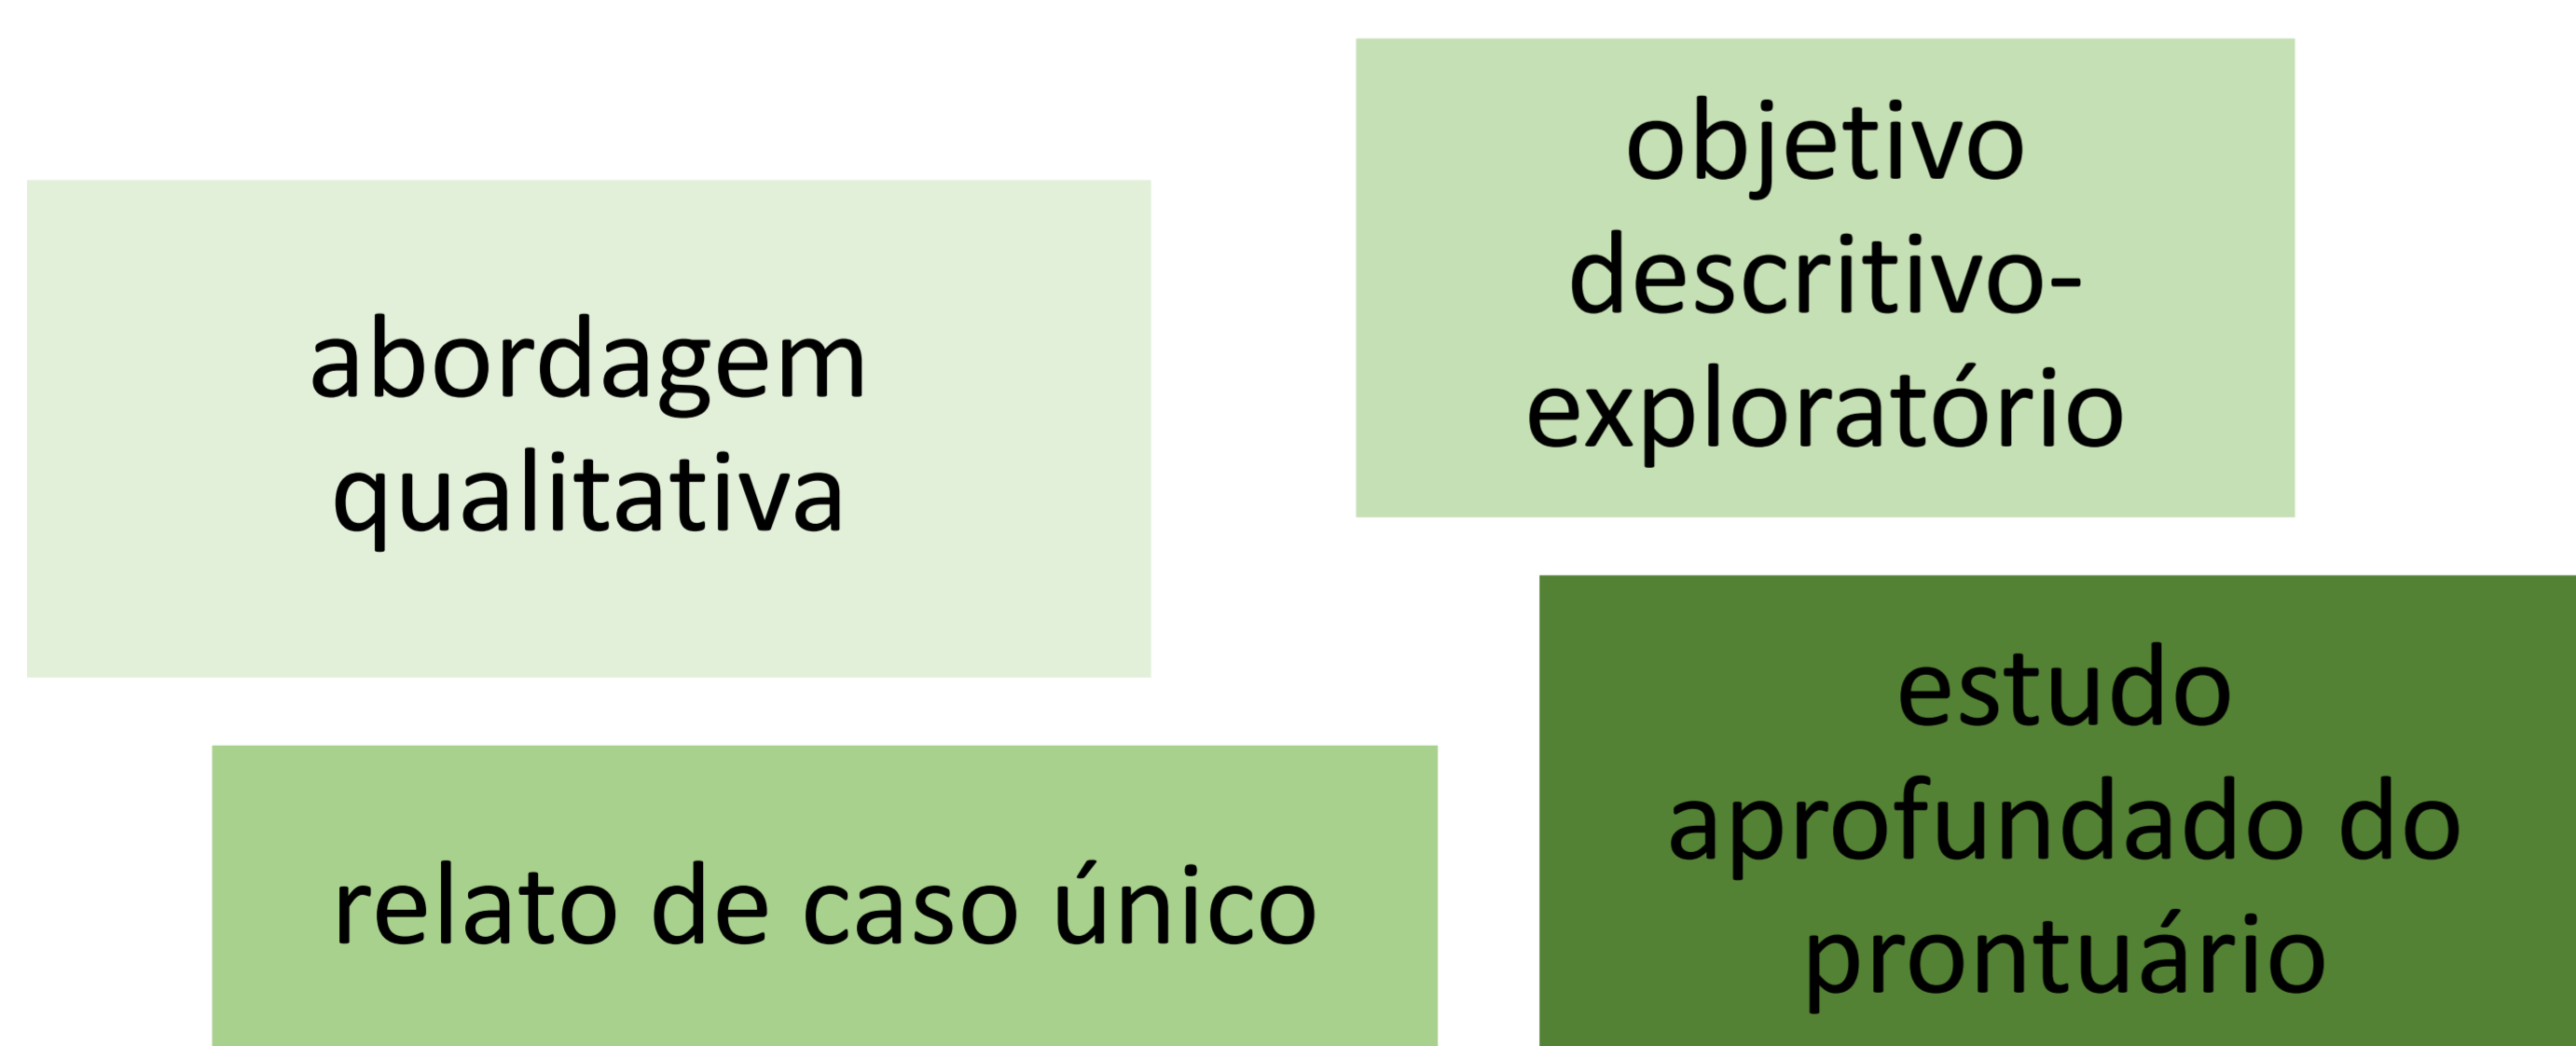 abordagem
qualitativa
objetivo
descritivo-
exploratório
relato de caso único
estudo
aprofundado do
prontuário